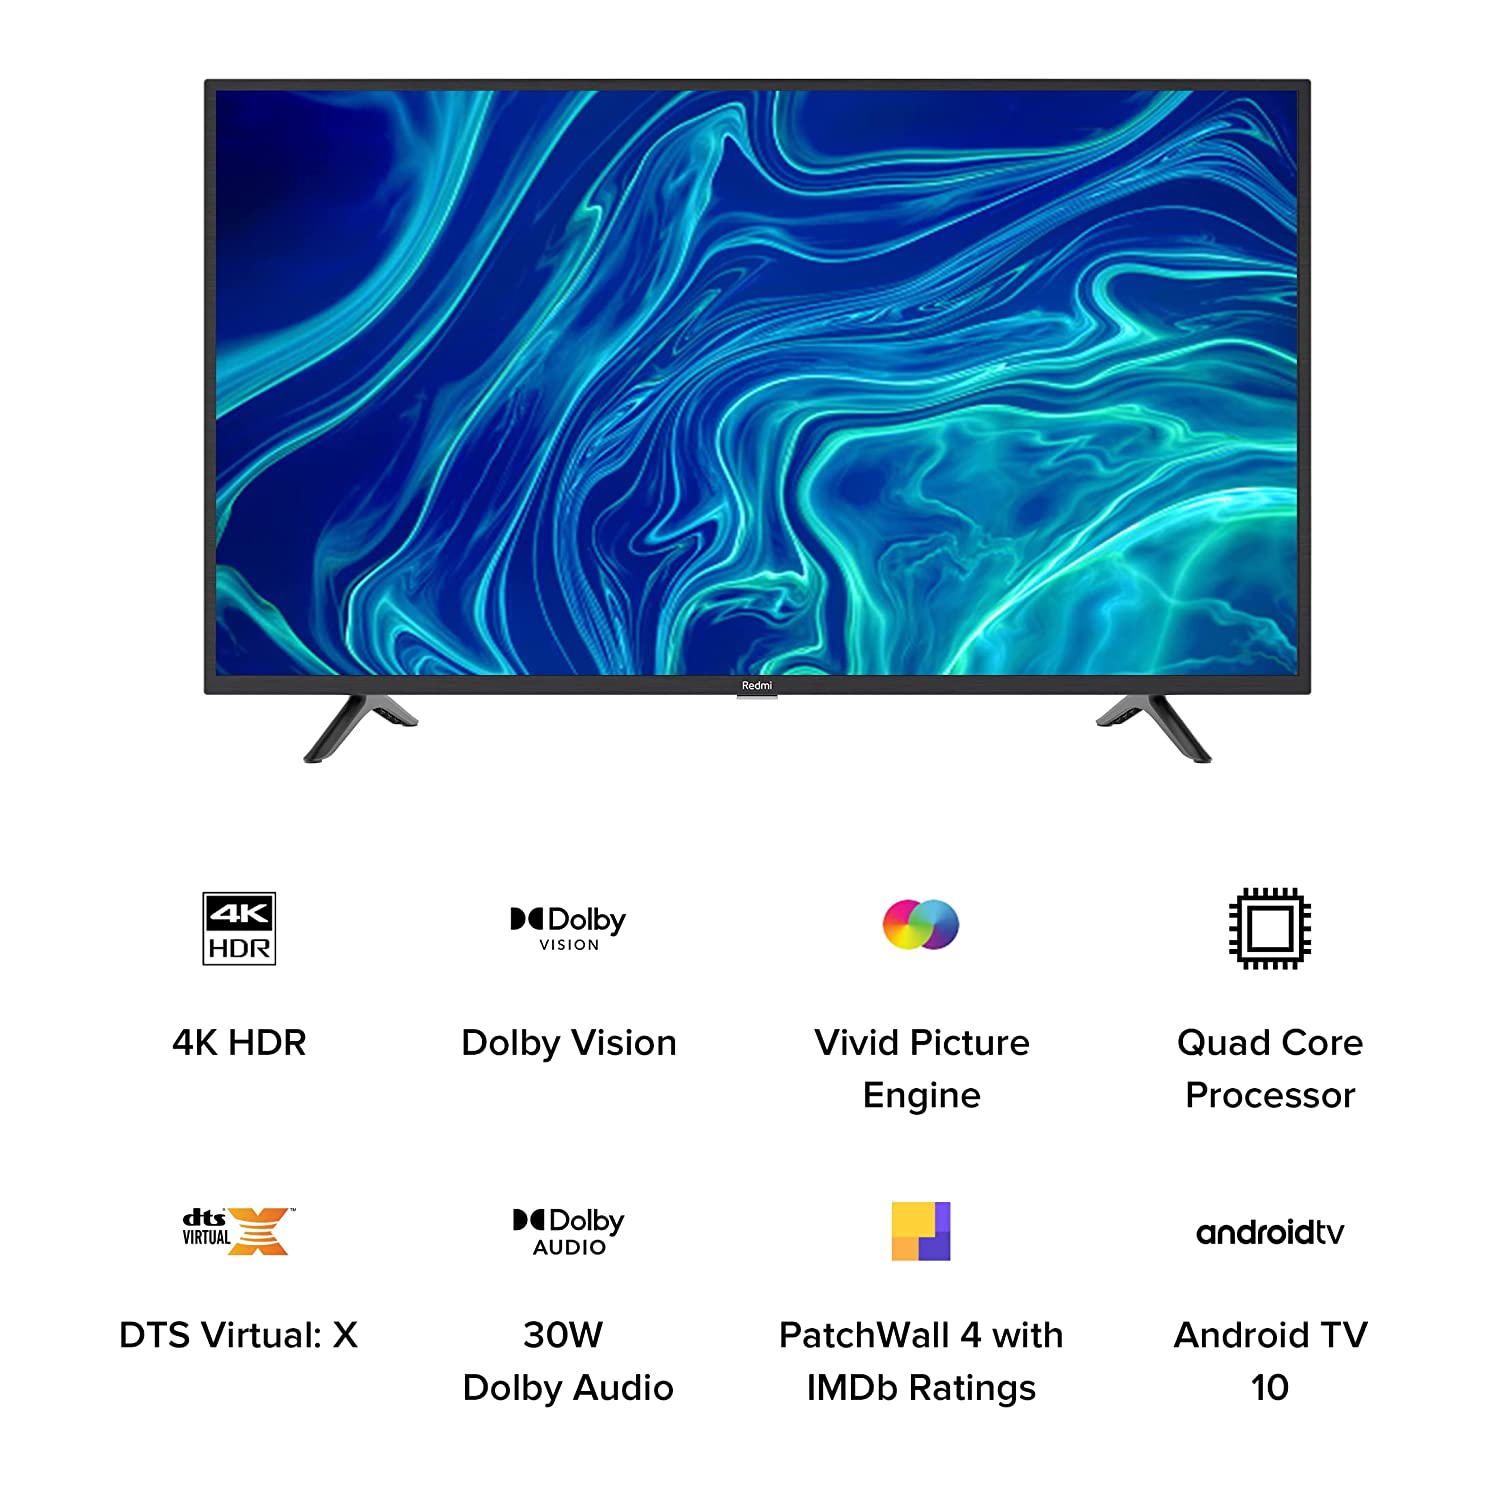 Redmi
4K
HDR
Dolby
VISION
4K HDR
Dolby Vision
Vivid Picture
Engine
Quad Core
Processor
dts
VIRTUAL X™
Dolby
AUDIO
androidtv
DTS Virtual: X
30W
Dolby Audio
PatchWall 4 with
IMDb Ratings
Android TV
10